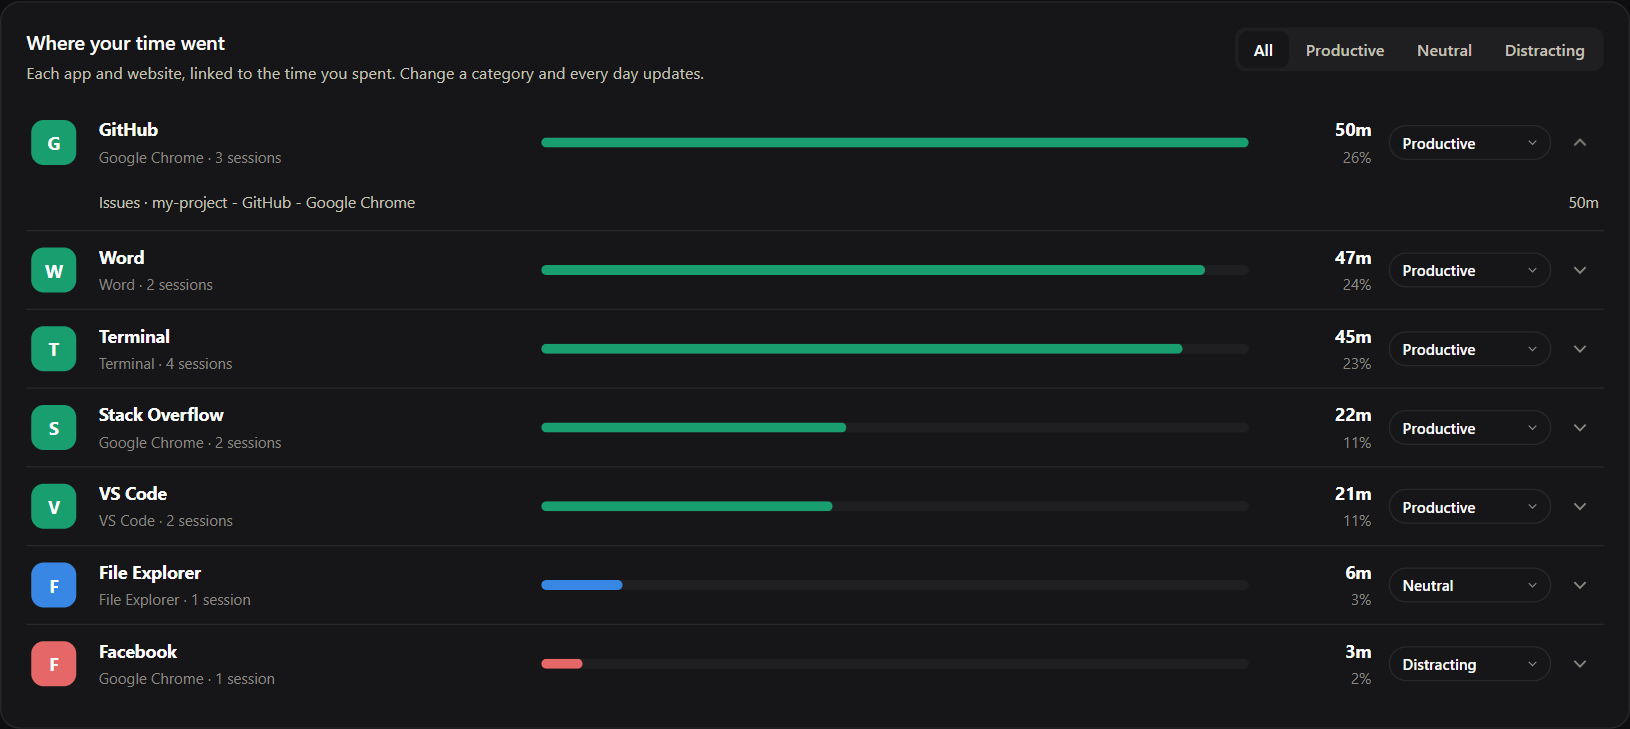 Where your time went
Each app and website, linked to the time you spent. Change a category and every day updates.
All Productive Neutral Distracting
G GitHub 50m Productive
Google Chrome · 3 sessions 26%
Issues · my-project - GitHub - Google Chrome 50m
W Word 47m Productive
Word · 2 sessions 24%
T Terminal 45m Productive
Terminal · 4 sessions 23%
S Stack Overflow 22m Productive
Google Chrome · 2 sessions 11%
V VS Code 21m Productive
VS Code · 2 sessions 11%
F File Explorer 6m Neutral
File Explorer · 1 session 3%
F Facebook 3m Distracting
Google Chrome · 1 session 2%